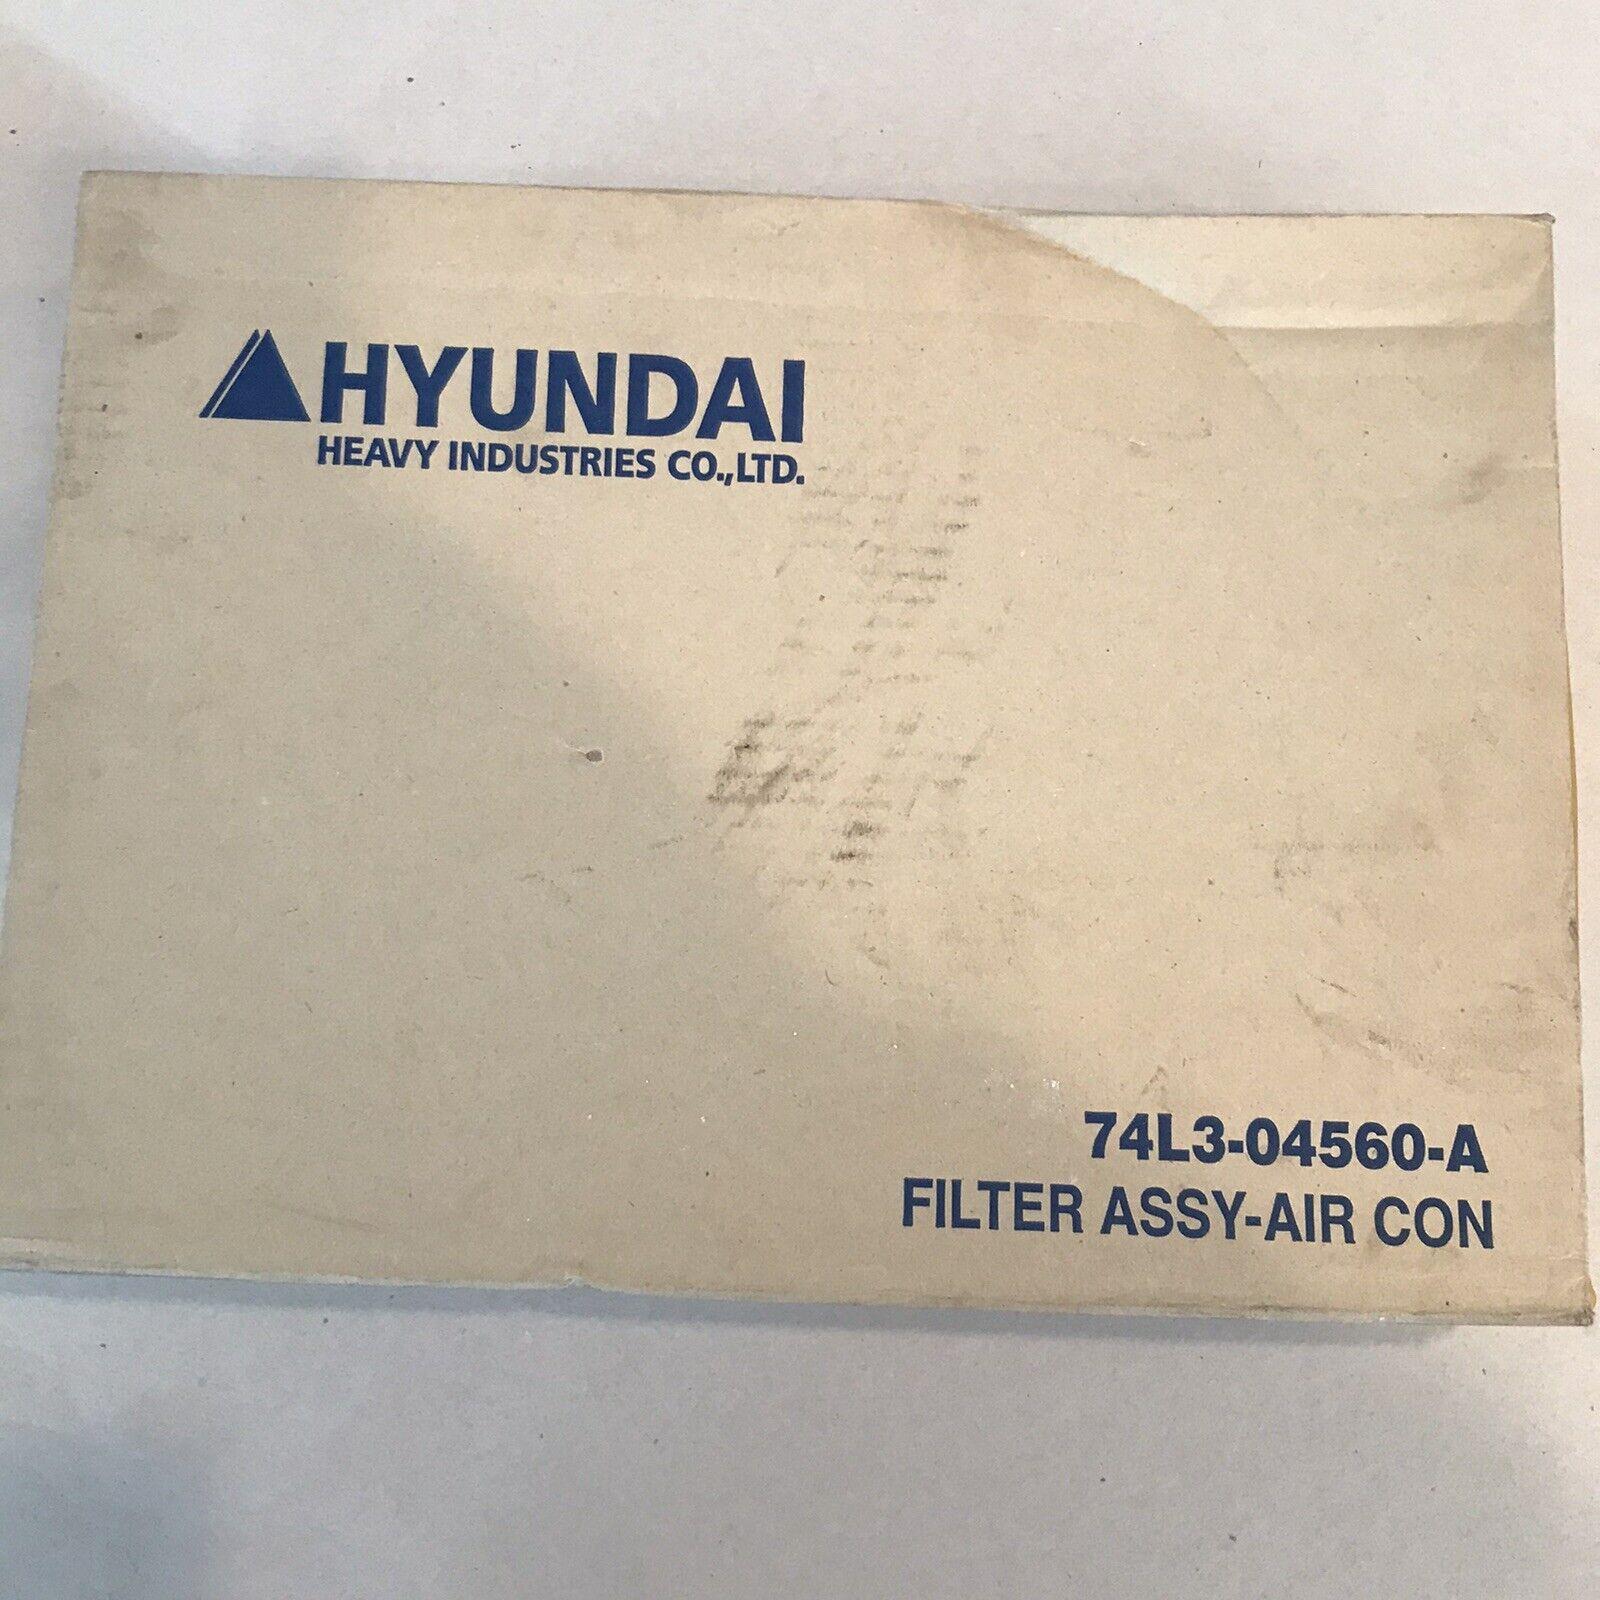 HYUNDAI
HEAVY INDUSTRIES CO.,LTD.
74L3-04560-A
FILTER ASSY-AIR CON